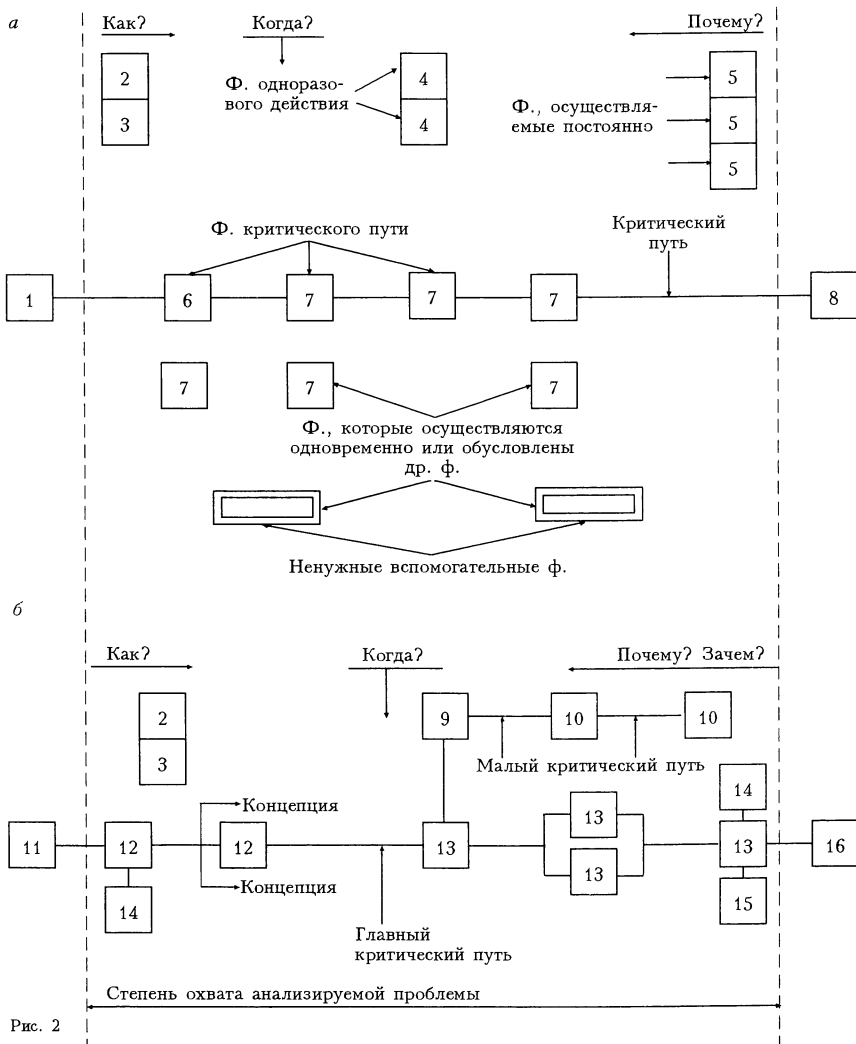 а
Как?
Когда?
Почему?
2
3
Ф. одноразо-
вого действия
4
4
Ф., осуществля-
емые постоянно
5
5
5
Ф. критического пути
Критический
путь
1
6
7
7
7
8
7
7
7
Ф., которые осуществляются
одновременно или обусловлены
др. ф.
Ненужные вспомогательные ф.
б
Как?
Когда?
Почему? Зачем?
2
3
9
10
10
Малый критический путь
Концепция
14
13
11
12
12
13
13
16
13
Концепция
14
15
Главный
критический путь
Степень охвата анализируемой проблемы
Рис. 2